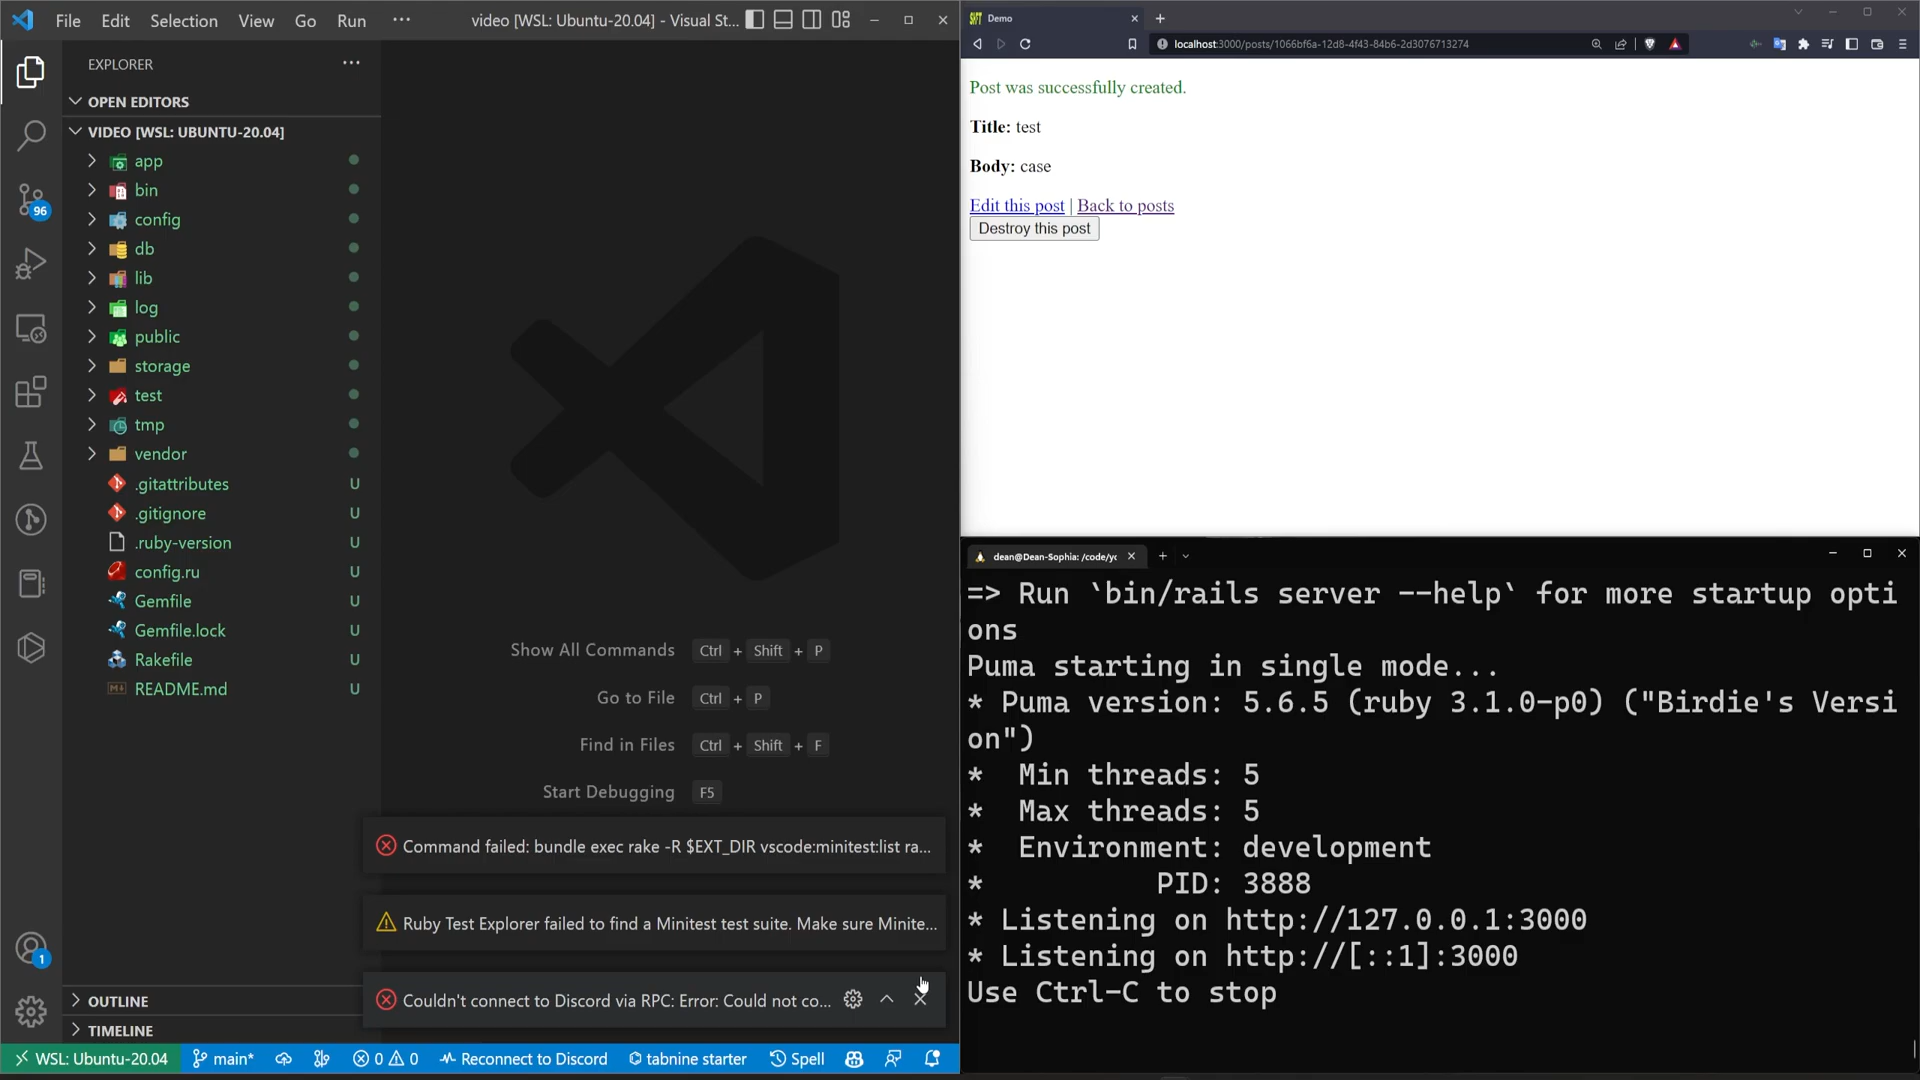 File Edit Selection View Go Run ··· video [WSL: Ubuntu-20.04] - Visual St...
EXPLORER
OPEN EDITORS
VIDEO [WSL: UBUNTU-20.04]
app
bin
config
db
lib
log
public
storage
test
tmp
vendor
.gitattributes U
.gitignore U
.ruby-version U
config.ru U
Gemfile U
Gemfile.lock U
Rakefile U
README.md U
OUTLINE
TIMELINE
96
1
Show All Commands Ctrl + Shift + P
Go to File Ctrl + P
Find in Files Ctrl + Shift + F
Start Debugging F5
Command failed: bundle exec rake -R $EXT_DIR vscode:minitest:list ra...
Ruby Test Explorer failed to find a Minitest test suite. Make sure Minite...
Couldn't connect to Discord via RPC: Error: Could not co...
WSL: Ubuntu-20.04 main* 0 0 Reconnect to Discord tabnine starter Spell
Demo
localhost:3000/posts/1066bf6a-12d8-4f43-84b6-2d3076713274
Post was successfully created.
Title: test
Body: case
Edit this post | Back to posts
Destroy this post
dean@Dean-Sophia: /code/yc
=> Run `bin/rails server --help` for more startup opti
ons
Puma starting in single mode...
* Puma version: 5.6.5 (ruby 3.1.0-p0) ("Birdie's Versi
on")
*  Min threads: 5
*  Max threads: 5
*  Environment: development
*          PID: 3888
* Listening on http://127.0.0.1:3000
* Listening on http://[::1]:3000
Use Ctrl-C to stop